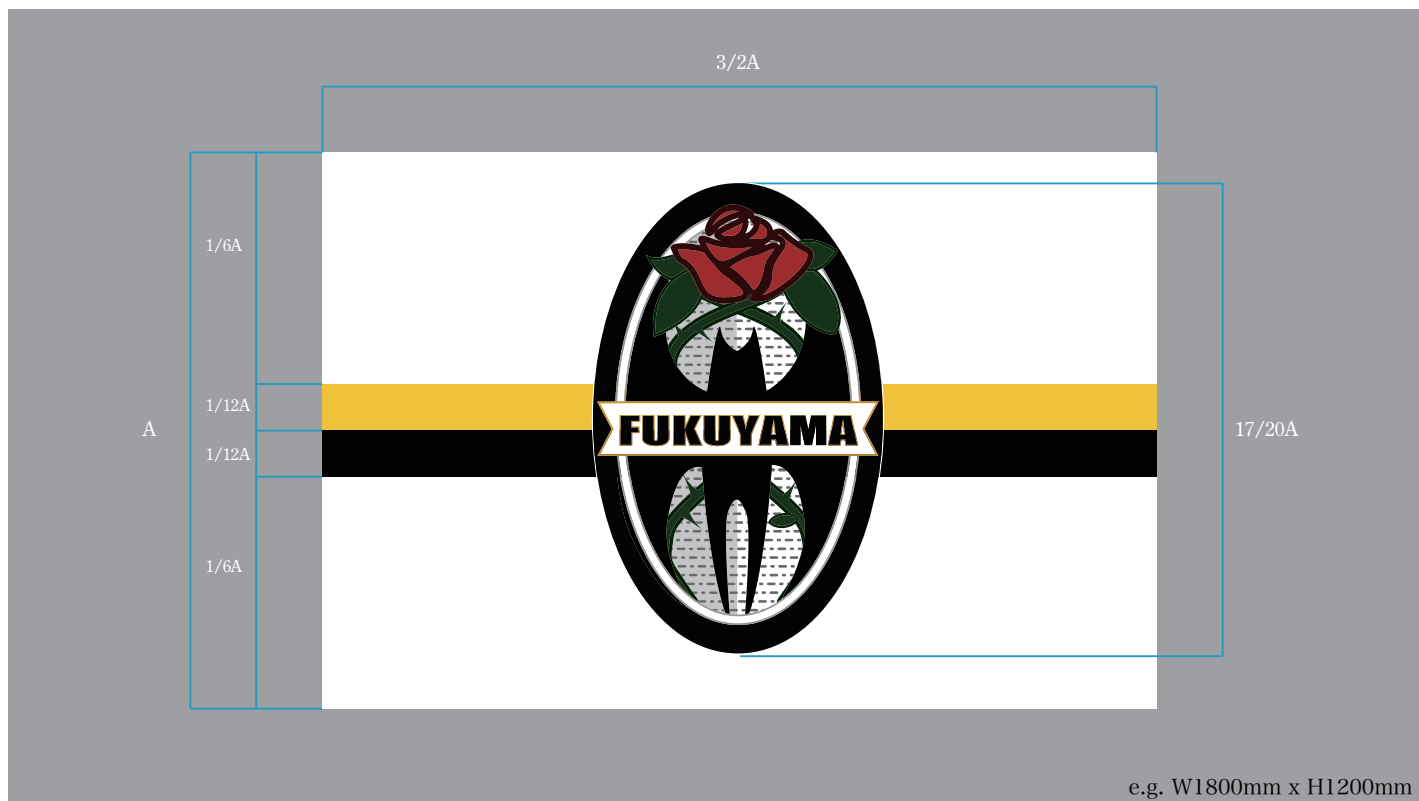 3/2A
1/6A
1/12A
A
1/12A
1/6A
FUKUYAMA
17/20A
e.g. W1800mm x H1200mm